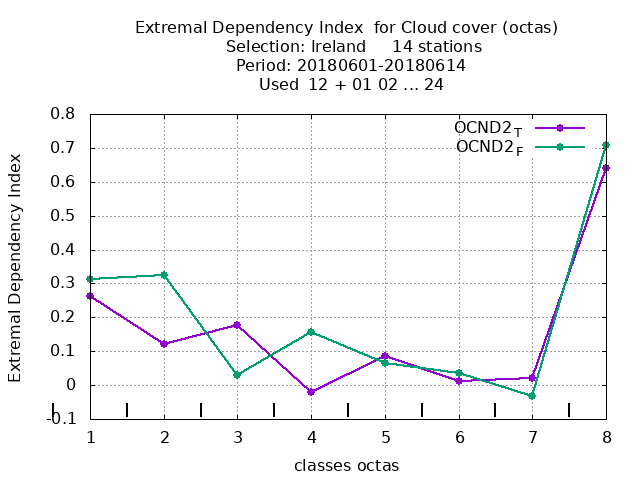 Extremal Dependency Index for Cloud cover (octas)
Selection: Ireland 14 stations
Period: 20180601-20180614
Used 12 + 01 02 ... 24
OCND2T
OCND2F
0.8
0.7
0.6
0.5
0.4
0.3
0.2
0.1
0
-0.1
Extremal Dependency Index
1 2 3 4 5 6 7 8
classes octas